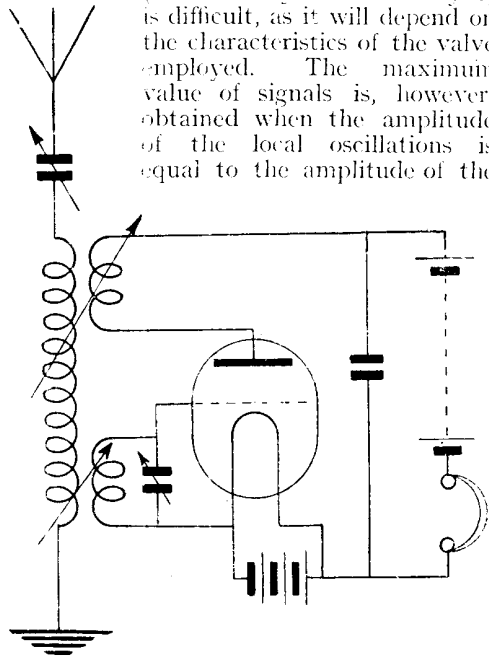 is difficult, as it will depend on
the characteristics of the valve
employed. The maximum
value of signals is, however,
obtained when the amplitude
of the local oscillations is
equal to the amplitude of the